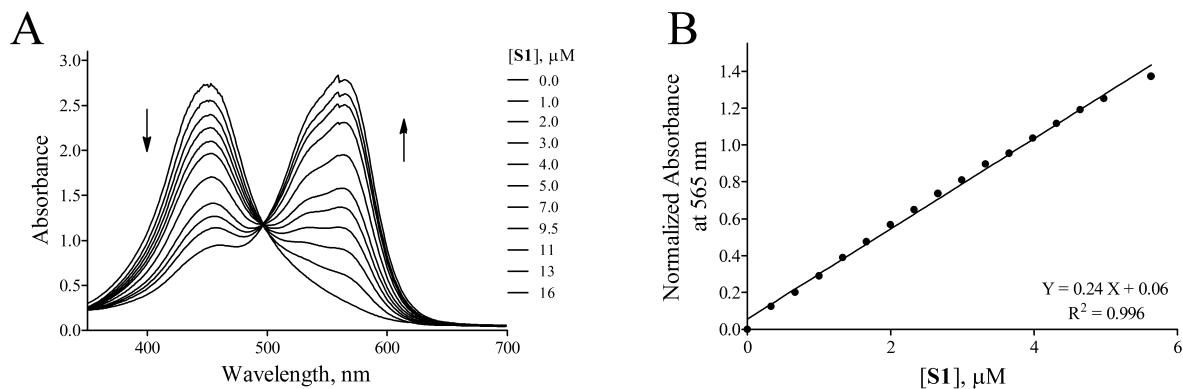 A
Absorbance
3.0
2.5
2.0
1.5
1.0
0.5
0.0
400 500 600 700
Wavelength, nm
[S1], μM
0.0
1.0
2.0
3.0
4.0
5.0
7.0
9.5
11
13
16
B
Normalized Absorbance
at 565 nm
1.4
1.2
1.0
0.8
0.6
0.4
0.2
0.0
0 2 4 6
[S1], μM
Y = 0.24 X + 0.06
R² = 0.996